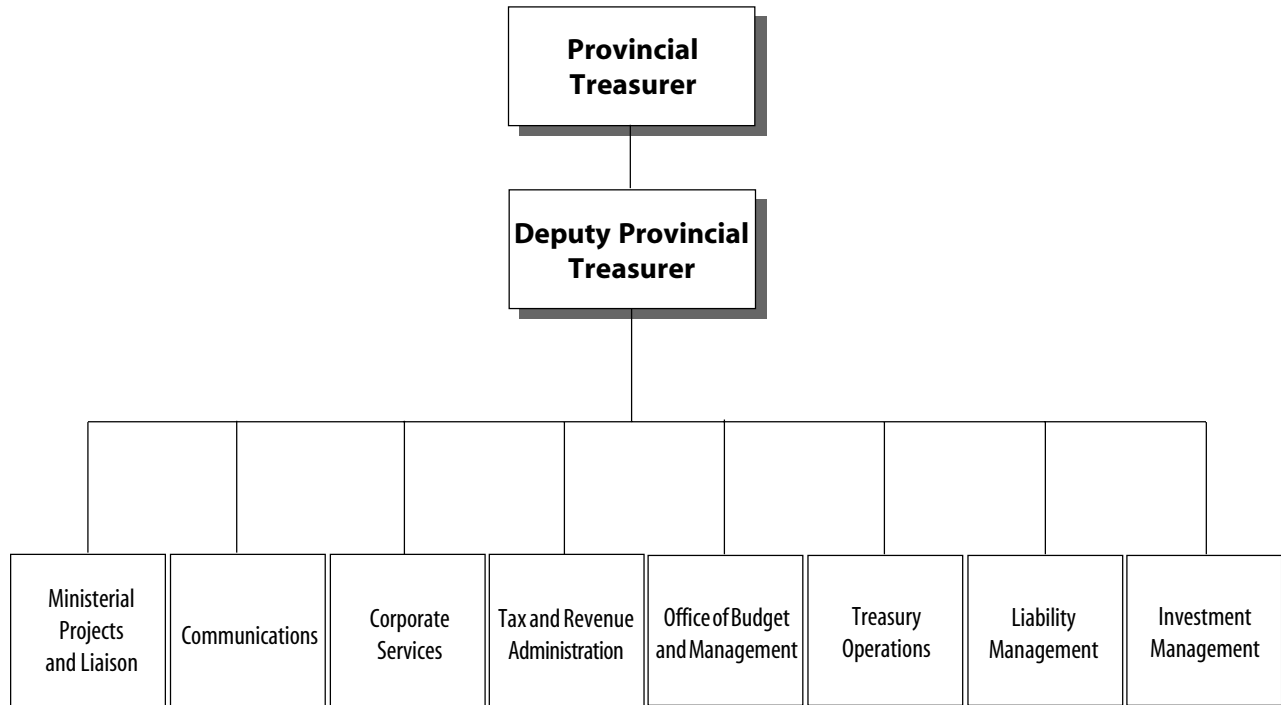 Provincial
Treasurer
Deputy Provincial
Treasurer
Ministerial
Projects
and Liaison
Communications
Corporate
Services
Tax and Revenue
Administration
Office of Budget
and Management
Treasury
Operations
Liability
Management
Investment
Management